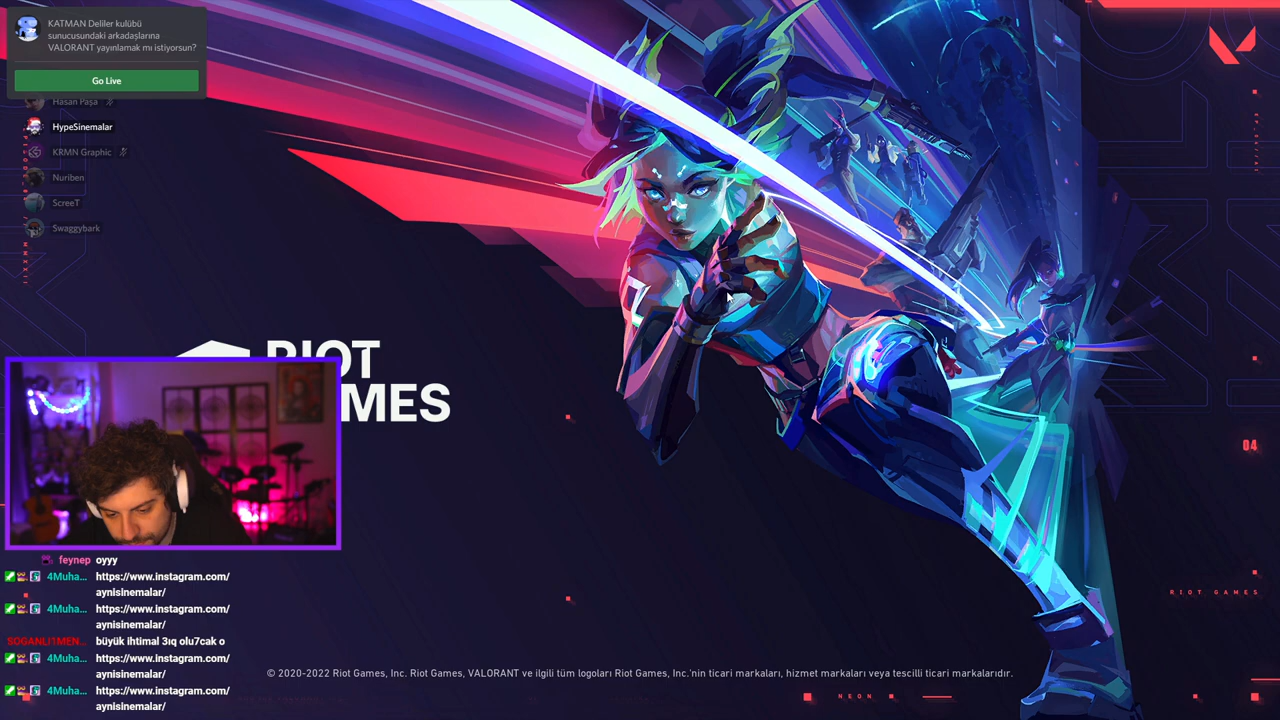 KATMAN Deliler kulübü
sunucusundaki arkadaşlarına
VALORANT yayınlamak mı istiyorsun?
Go Live
Hasan Paşa
HypeSinemalar
KRMN Graphic
Nuriben
ScreeT
Swaggybark
RIOT
MES
04
RIOT GAMES
feynep oyyy
4Muha... https://www.instagram.com/
aynisinemalar/
4Muha... https://www.instagram.com/
aynisinemalar/
SOGANLI1MEN... büyük ihtimal 3ıq olu7cak o
4Muha... https://www.instagram.com/
aynisinemalar/
4Muha... https://www.instagram.com/
aynisinemalar/
© 2020-2022 Riot Games, Inc. Riot Games, VALORANT ve ilgili tüm logoları Riot Games, Inc.'nin ticari markaları, hizmet markaları veya tescilli ticari markalarıdır.
NEON